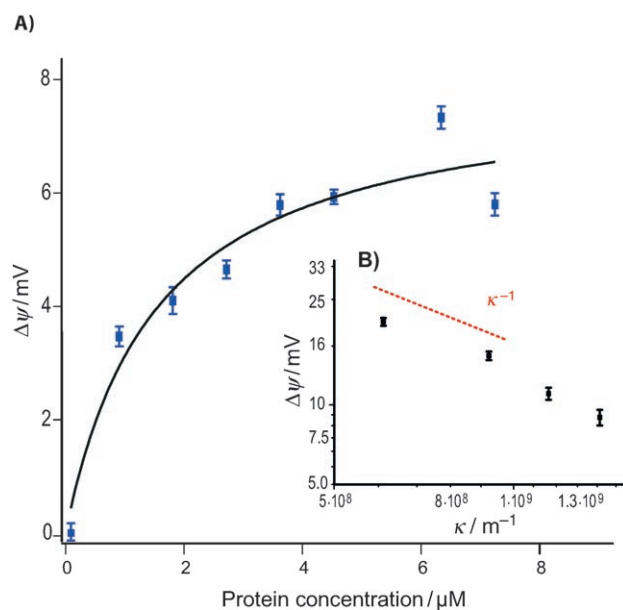 A)
8
6
4
2
0
Δψ/mV
0
2
4
6
8
Protein concentration/µM
B)
33
25
16
10
7.5
5.0
Δψ/mV
κ⁻¹
5·10⁸
8·10⁸
1·10⁹
1.3·10⁹
κ/m⁻¹